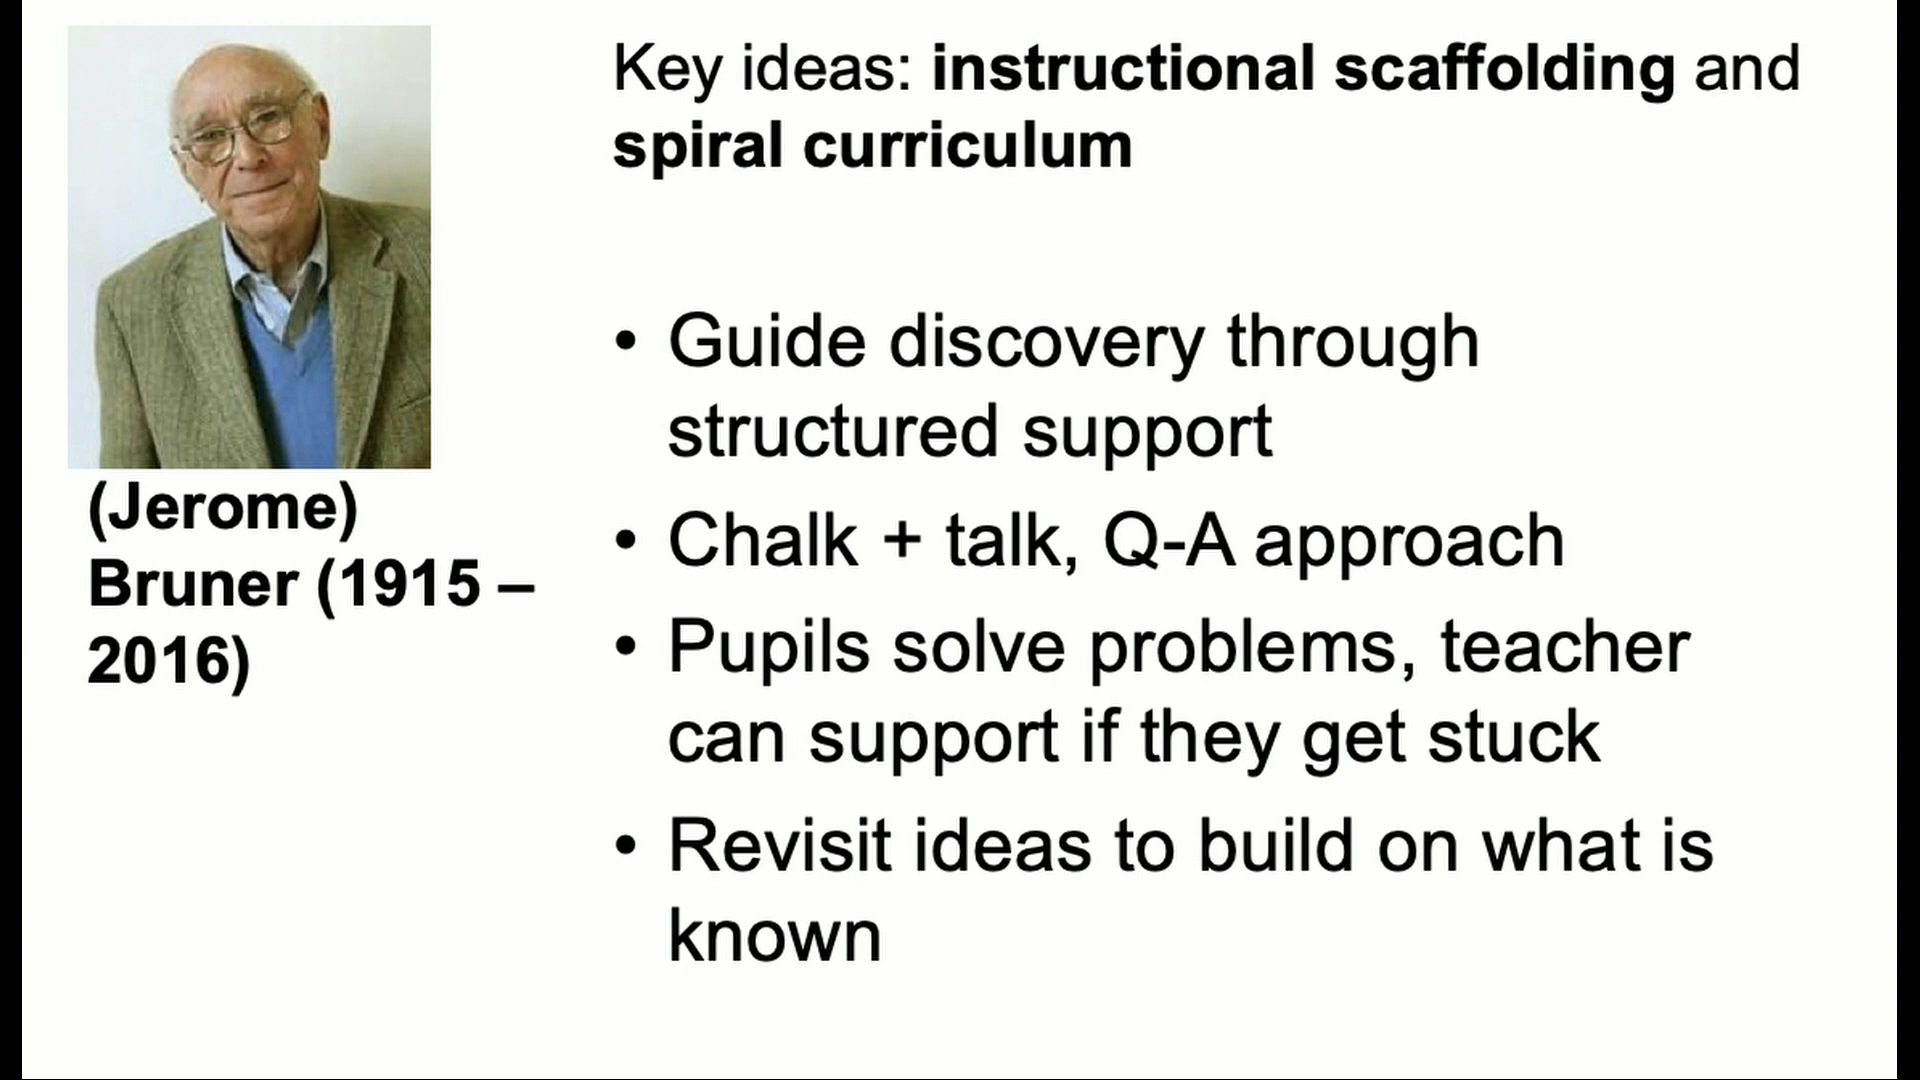 Key ideas: instructional scaffolding and
spiral curriculum
(Jerome)
Bruner (1915 –
2016)
• Guide discovery through
structured support
• Chalk + talk, Q-A approach
• Pupils solve problems, teacher
can support if they get stuck
• Revisit ideas to build on what is
known